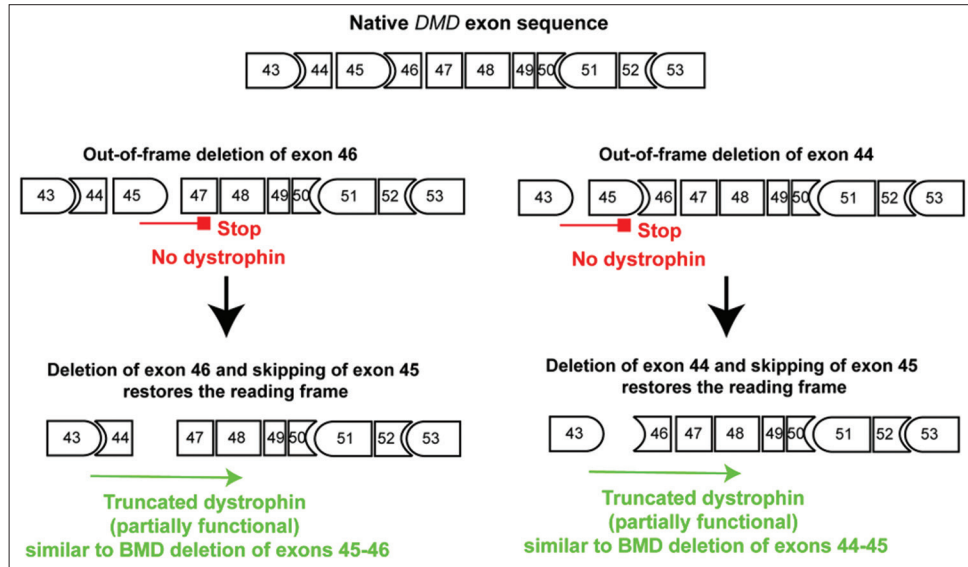 Native DMD exon sequence
43 44 45 46 47 48 49 50 51 52 53
Out-of-frame deletion of exon 46
43 44 45 47 48 49 50 51 52 53
Stop
No dystrophin
Deletion of exon 46 and skipping of exon 45
restores the reading frame
43 44 47 48 49 50 51 52 53
Truncated dystrophin
(partially functional)
similar to BMD deletion of exons 45-46
Out-of-frame deletion of exon 44
43 45 46 47 48 49 50 51 52 53
Stop
No dystrophin
Deletion of exon 44 and skipping of exon 45
restores the reading frame
43 46 47 48 49 50 51 52 53
Truncated dystrophin
(partially functional)
similar to BMD deletion of exons 44-45